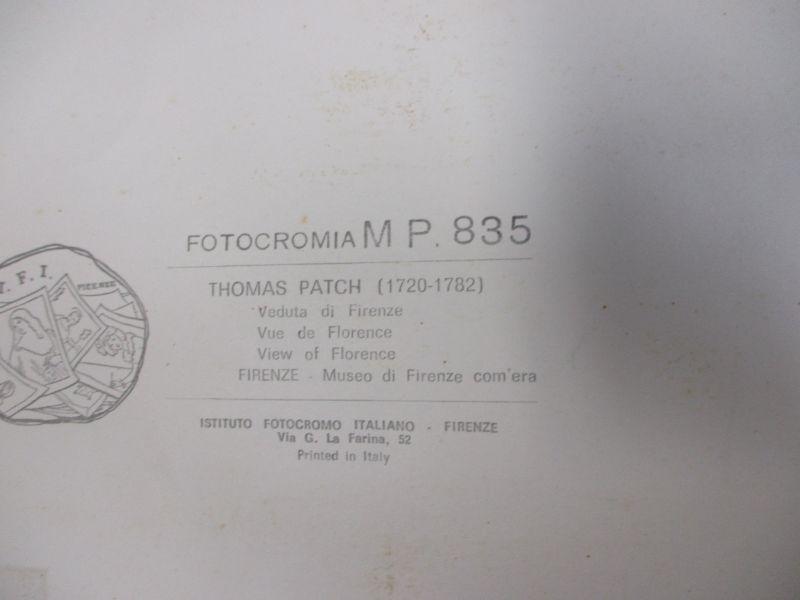 I. F. I.
FIRENZE
FOTOCROMIA M P. 835
THOMAS PATCH (1720-1782)
Veduta di Firenze
Vue de Florence
View of Florence
FIRENZE - Museo di Firenze com'era
ISTITUTO FOTOCROMO ITALIANO - FIRENZE
Via G. La Farina, 52
Printed in Italy